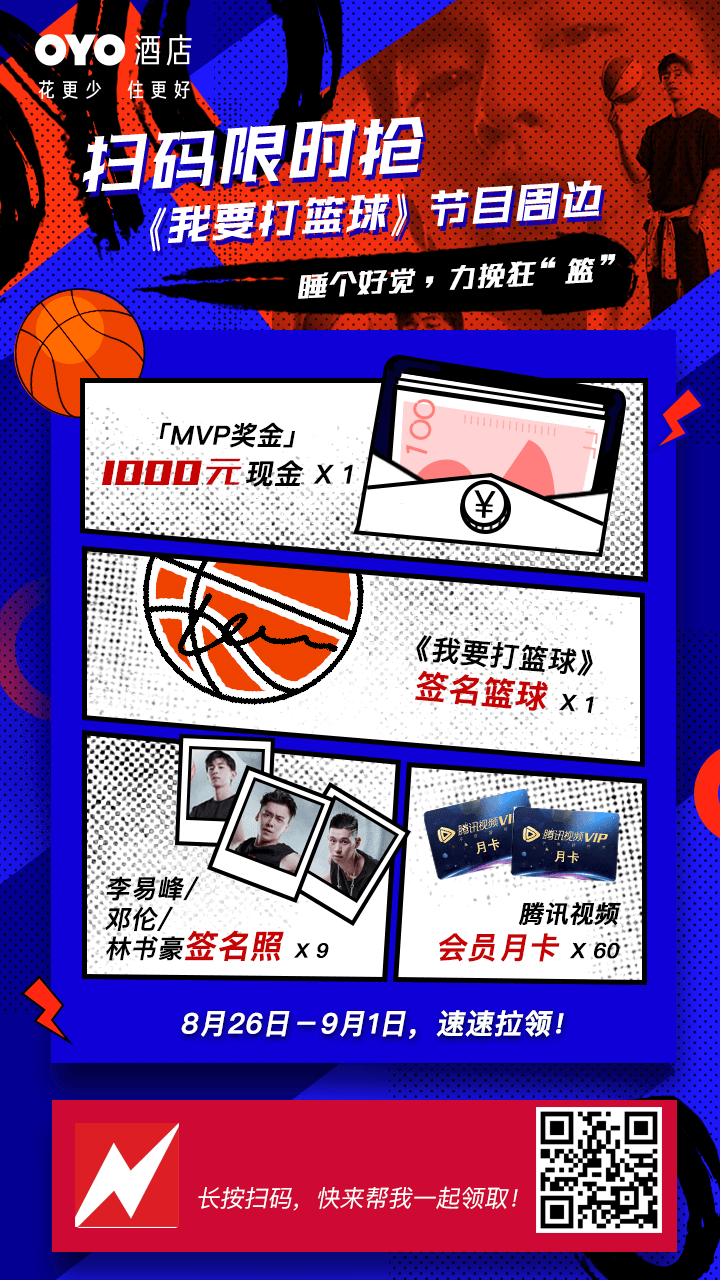 OYO 酒店
花更少 住更好
扫码限时抢
《我要打篮球》节目周边
睡个好觉，力挽狂“篮”
「MVP奖金」
1000元现金 X 1
100
¥
《我要打篮球》
签名篮球 X 1
李易峰/
邓伦/
林书豪签名照 X 9
腾讯视频VIP
月卡
腾讯视频VIP
月卡
腾讯视频
会员月卡 X 60
8月26日－9月1日，速速拉领！
长按扫码，快来帮我一起领取！